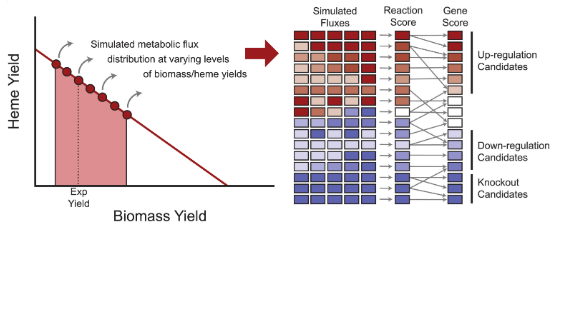 Heme Yield
Simulated metabolic flux
distribution at varying levels
of biomass/heme yields
Exp
Yield
Biomass Yield
Simulated
Fluxes
Reaction
Score
Gene
Score
Up-regulation
Candidates
Down-regulation
Candidates
Knockout
Candidates